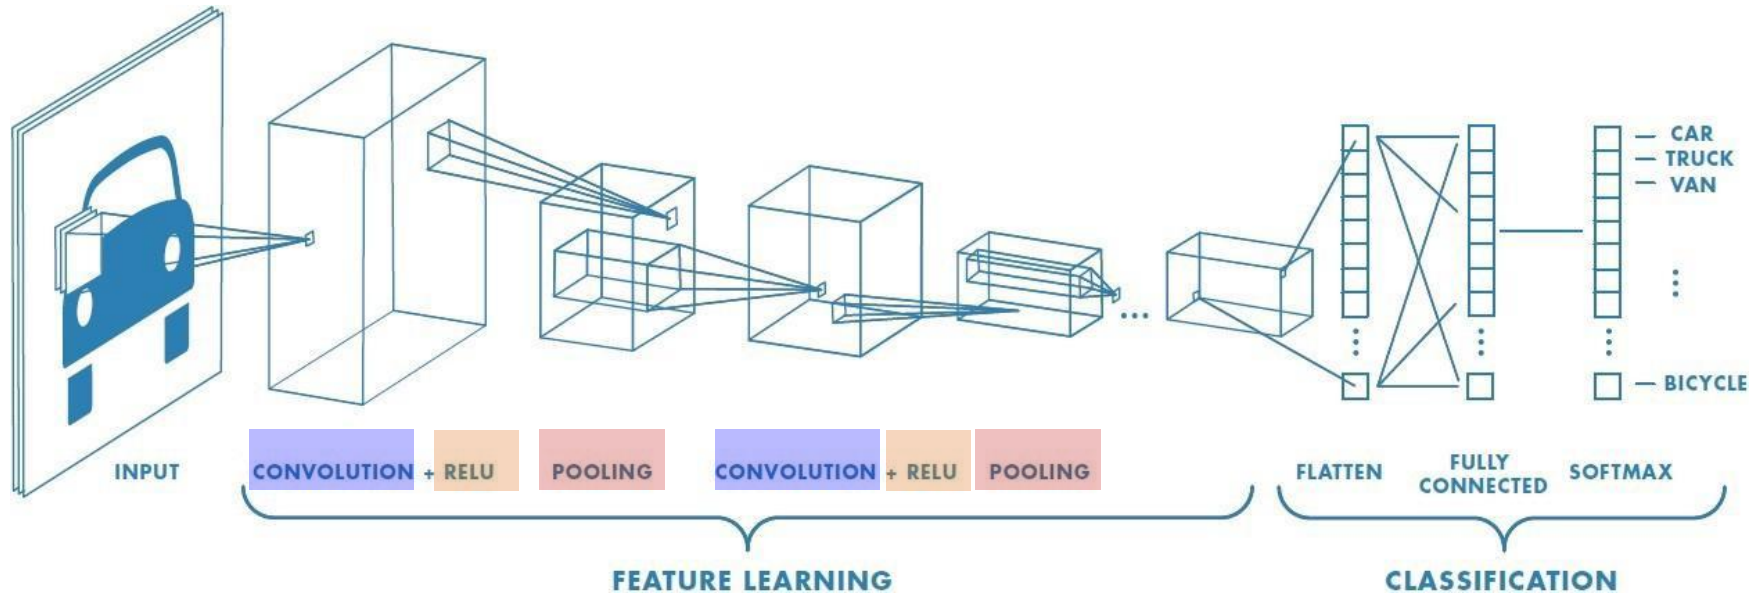 CAR
TRUCK
VAN
BICYCLE
INPUT
CONVOLUTION + RELU POOLING CONVOLUTION + RELU POOLING FLATTEN FULLY CONNECTED SOFTMAX
FEATURE LEARNING CLASSIFICATION